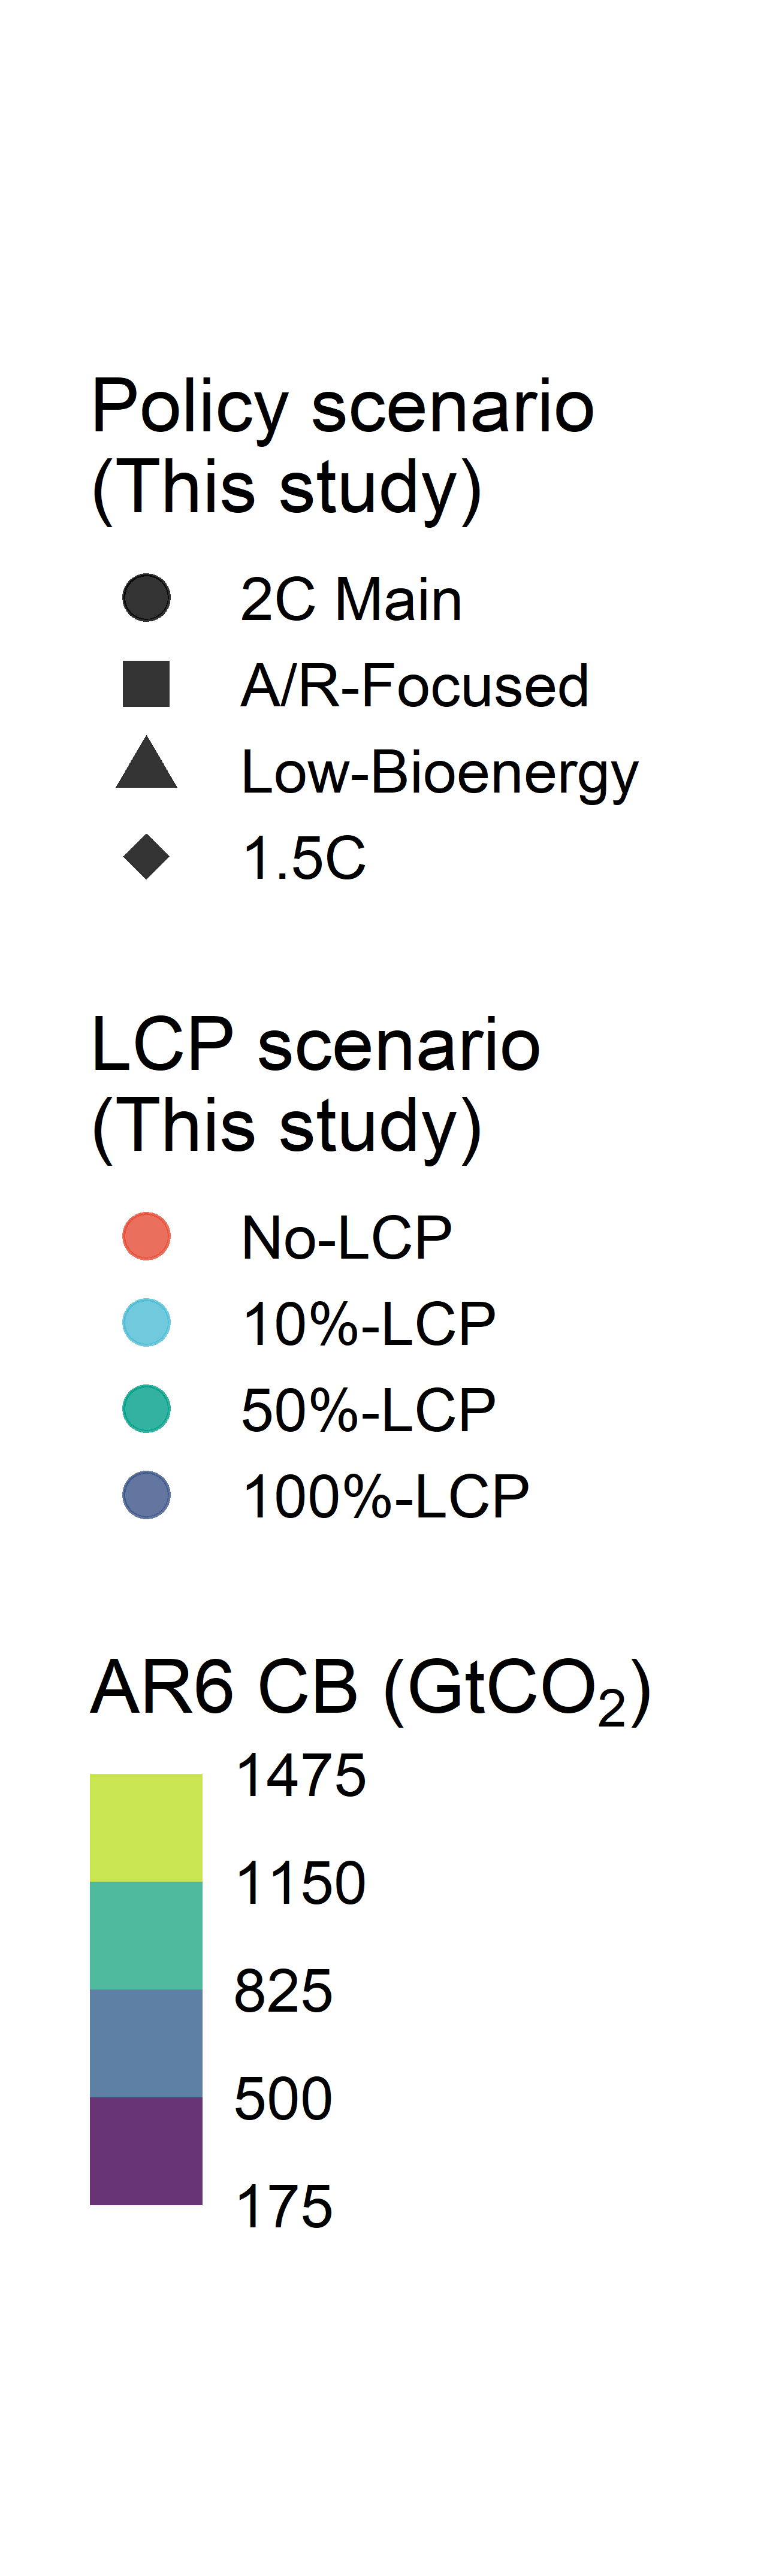 Policy scenario
(This study)
2C Main
A/R-Focused
Low-Bioenergy
1.5C
LCP scenario
(This study)
No-LCP
10%-LCP
50%-LCP
100%-LCP
AR6 CB (GtCO₂)
1475
1150
825
500
175